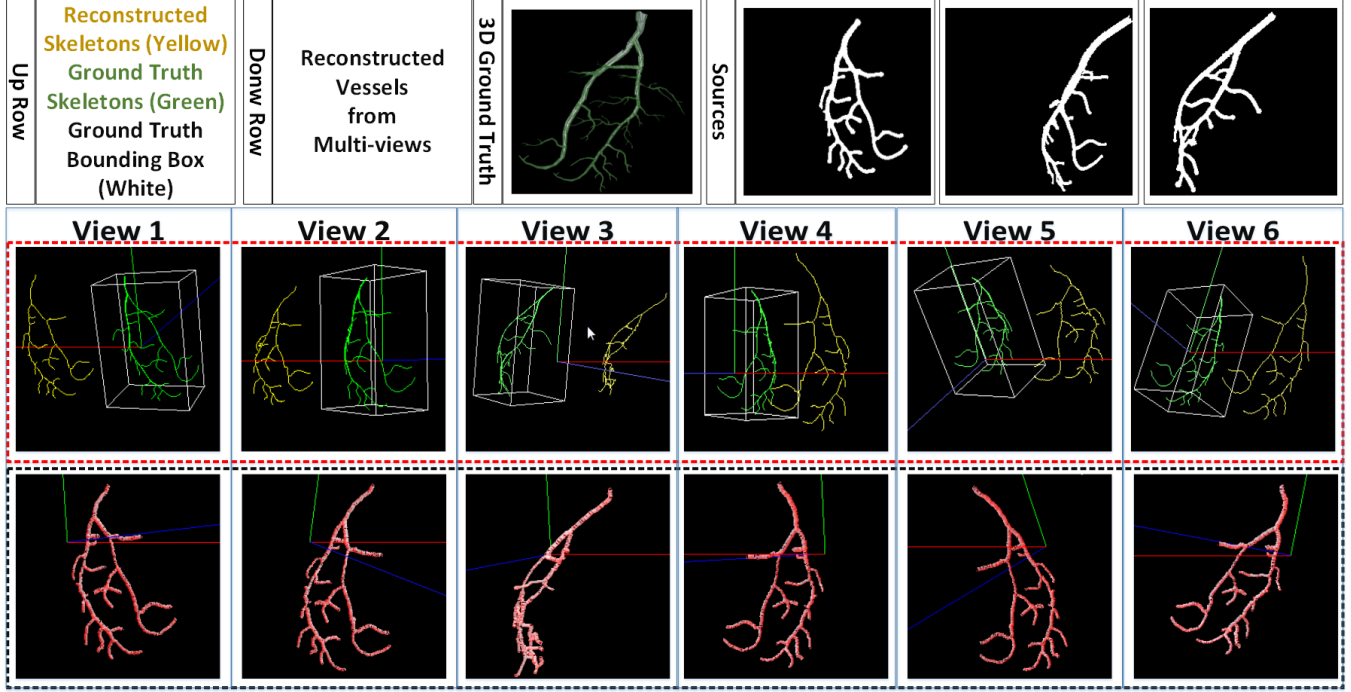 Up Row
Reconstructed
Skeletons (Yellow)
Ground Truth
Skeletons (Green)
Ground Truth
Bounding Box
(White)
Donw Row
Reconstructed
Vessels
from
Multi-views
3D Ground Truth
Sources
View 1
View 2
View 3
View 4
View 5
View 6